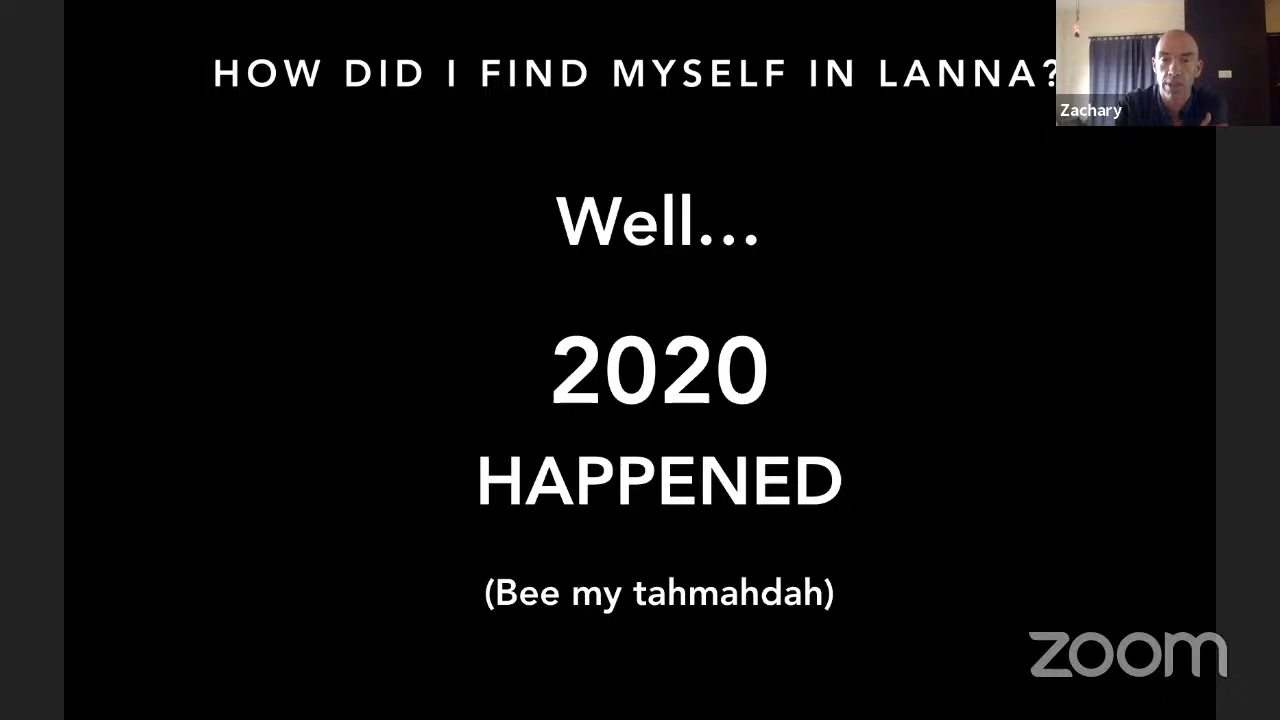 HOW DID I FIND MYSELF IN LANNA?
Zachary
Well...
2020
HAPPENED
(Bee my tahmahdah)
zoom